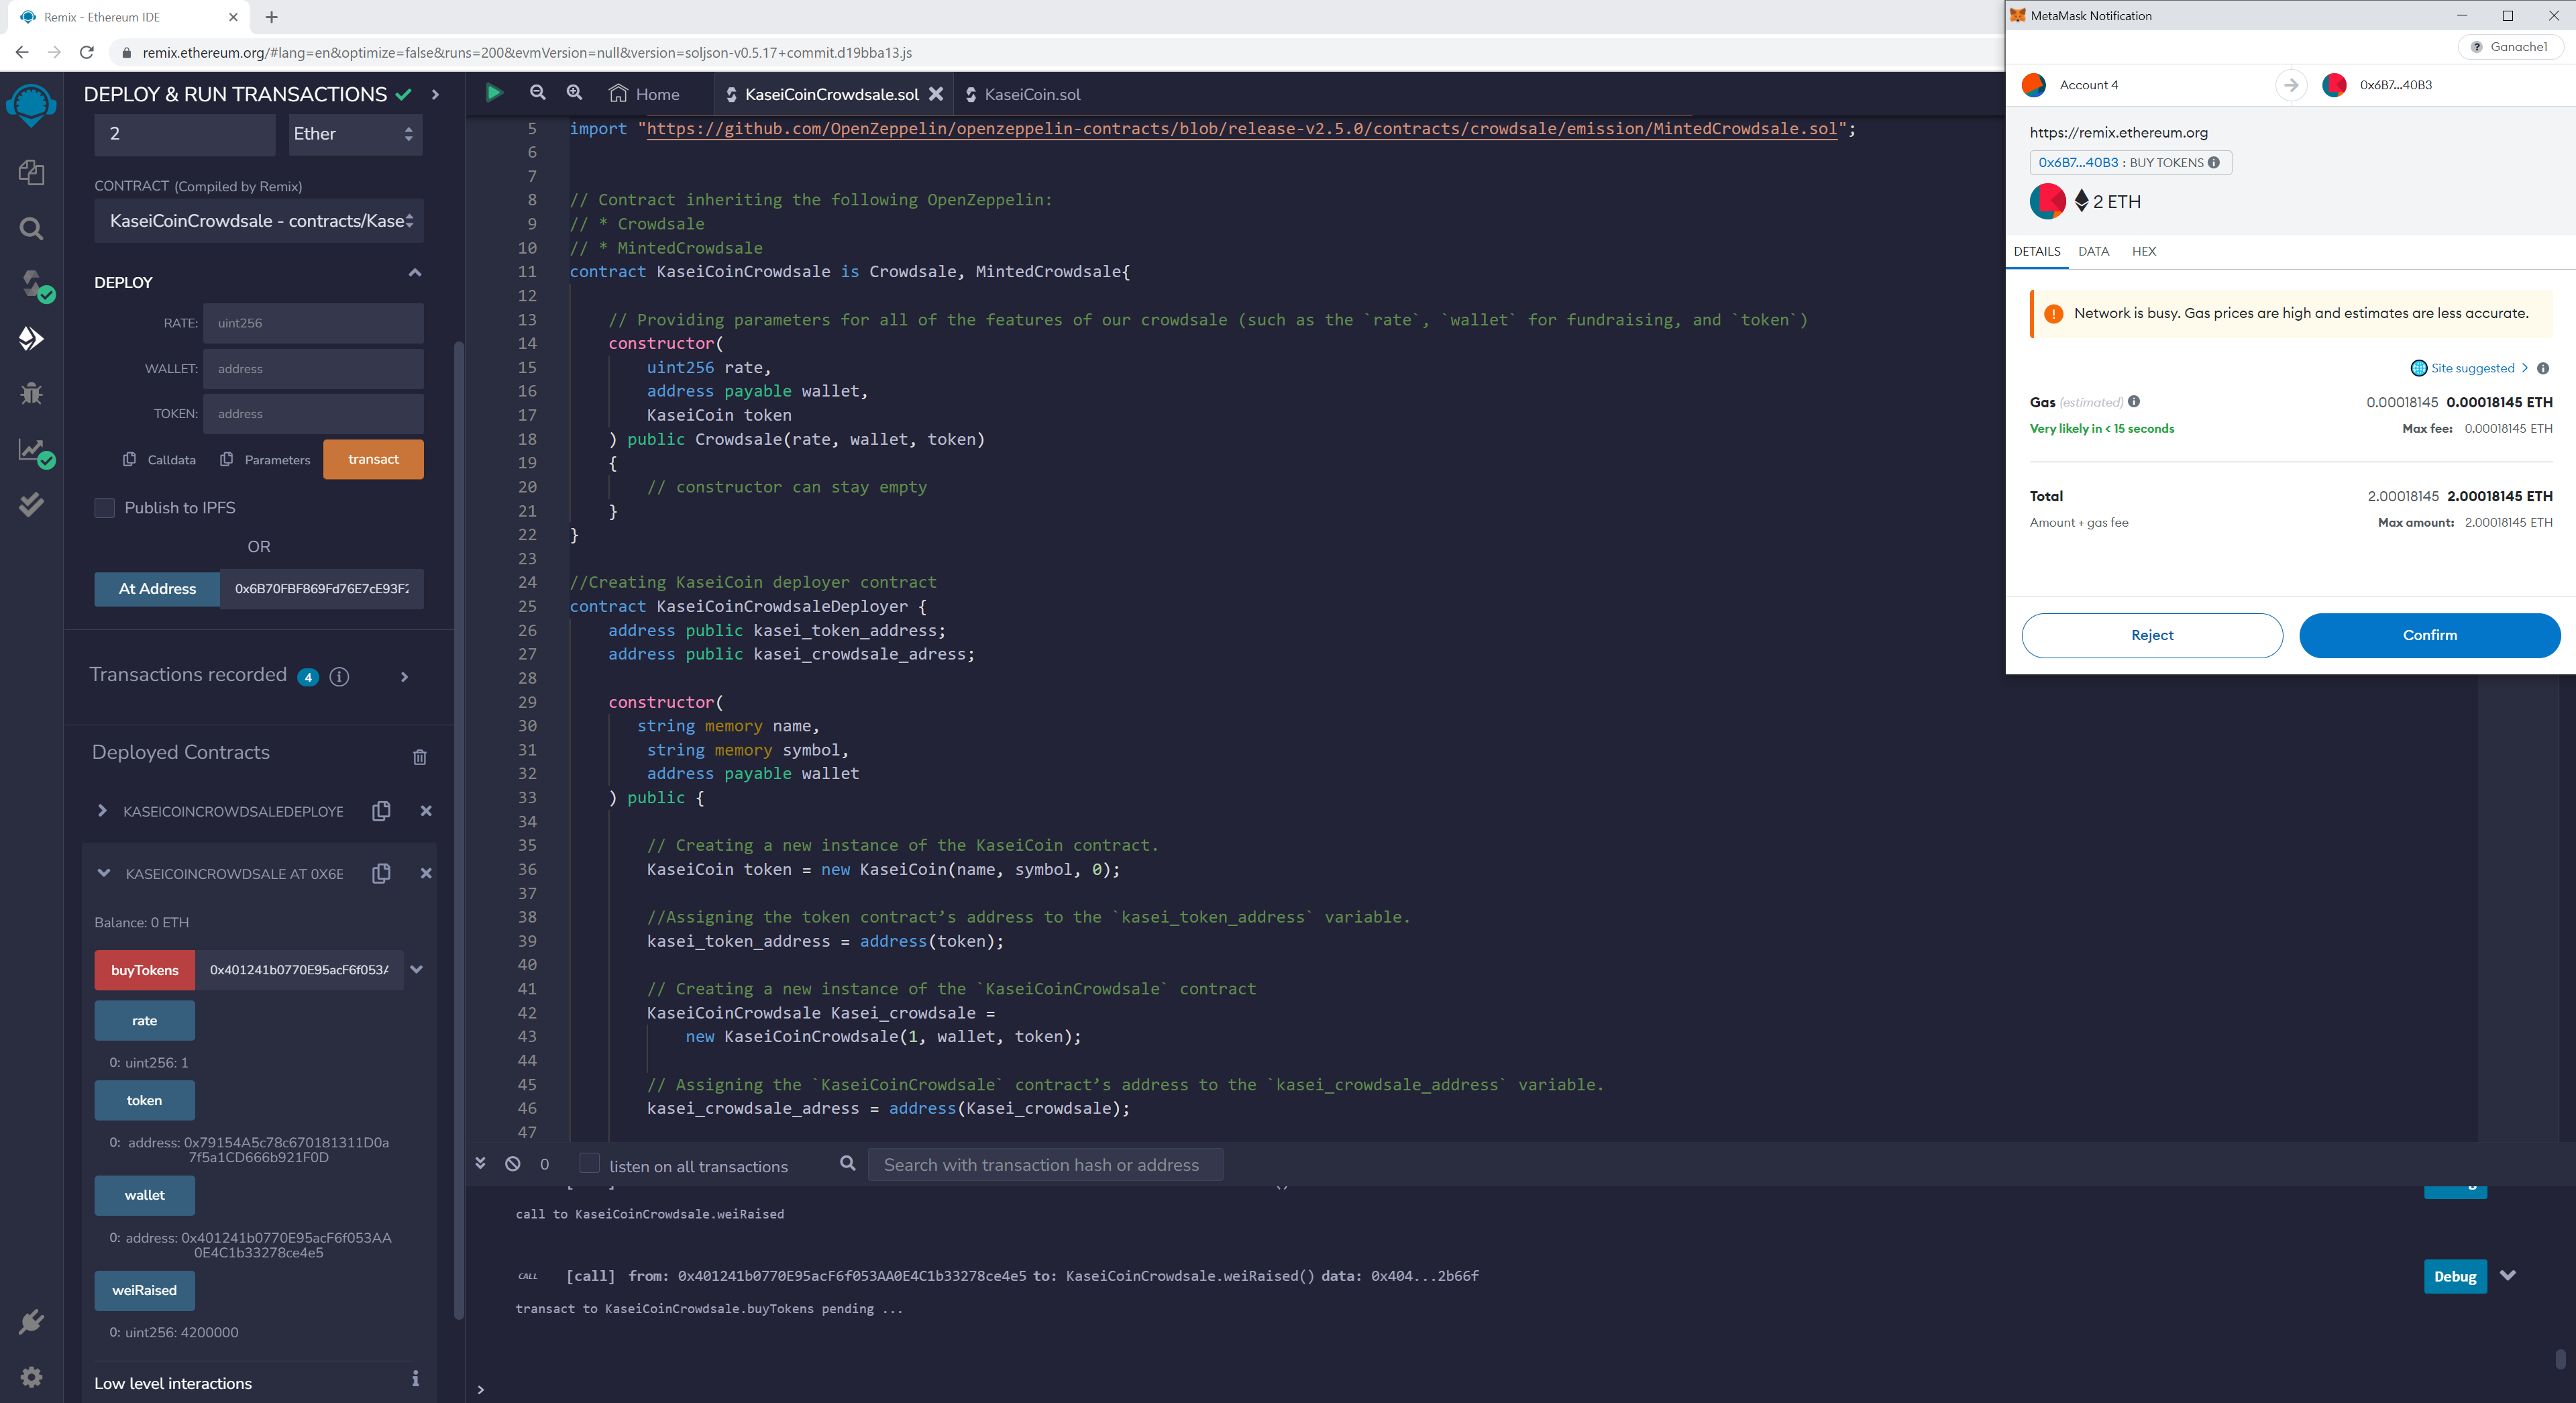 Remix - Ethereum IDE
remix.ethereum.org/#lang=en&optimize=false&runs=200&evmVersion=null&version=soljson-v0.5.17+commit.d19bba13.js
DEPLOY & RUN TRANSACTIONS
2
Ether
CONTRACT (Compiled by Remix)
KaseiCoinCrowdsale - contracts/Kase
DEPLOY
RATE: uint256
WALLET: address
TOKEN: address
Calldata Parameters transact
Publish to IPFS
OR
At Address 0x6B70FBF869Fd76E7cE93F2
Transactions recorded 4 i
Deployed Contracts
KASEICOINCROWDSALEDEPLOYE
KASEICOINCROWDSALE AT 0X6E
Balance: 0 ETH
buyTokens 0x401241b0770E95acF6f053A
rate
0: uint256: 1
token
0: address: 0x79154A5c78c670181311D0a
7f5a1CD666b921F0D
wallet
0: address: 0x401241b0770E95acF6f053AA
0E4C1b33278ce4e5
weiRaised
0: uint256: 4200000
Low level interactions i
Home KaseiCoinCrowdsale.sol KaseiCoin.sol
5 import "https://github.com/OpenZeppelin/openzeppelin-contracts/blob/release-v2.5.0/contracts/crowdsale/emission/MintedCrowdsale.sol";
6
7
8 // Contract inheriting the following OpenZeppelin:
9 // * Crowdsale
10 // * MintedCrowdsale
11 contract KaseiCoinCrowdsale is Crowdsale, MintedCrowdsale{
12
13 // Providing parameters for all of the features of our crowdsale (such as the `rate`, `wallet` for fundraising, and `token`)
14 constructor(
15 uint256 rate,
16 address payable wallet,
17 KaseiCoin token
18 ) public Crowdsale(rate, wallet, token)
19 {
20 // constructor can stay empty
21 }
22 }
23
24 //Creating KaseiCoin deployer contract
25 contract KaseiCoinCrowdsaleDeployer {
26 address public kasei_token_address;
27 address public kasei_crowdsale_adress;
28
29 constructor(
30 string memory name,
31 string memory symbol,
32 address payable wallet
33 ) public {
34
35 // Creating a new instance of the KaseiCoin contract.
36 KaseiCoin token = new KaseiCoin(name, symbol, 0);
37
38 //Assigning the token contract’s address to the `kasei_token_address` variable.
39 kasei_token_address = address(token);
40
41 // Creating a new instance of the `KaseiCoinCrowdsale` contract
42 KaseiCoinCrowdsale Kasei_crowdsale =
43 new KaseiCoinCrowdsale(1, wallet, token);
44
45 // Assigning the `KaseiCoinCrowdsale` contract’s address to the `kasei_crowdsale_address` variable.
46 kasei_crowdsale_adress = address(Kasei_crowdsale);
47
0 listen on all transactions Search with transaction hash or address
call to KaseiCoinCrowdsale.weiRaised
CALL [call] from: 0x401241b0770E95acF6f053AA0E4C1b33278ce4e5 to: KaseiCoinCrowdsale.weiRaised() data: 0x404...2b66f Debug
transact to KaseiCoinCrowdsale.buyTokens pending ...
>
MetaMask Notification
? Ganache1
Account 4 0x6B7...40B3
https://remix.ethereum.org
0x6B7...40B3 : BUY TOKENS
2 ETH
DETAILS DATA HEX
! Network is busy. Gas prices are high and estimates are less accurate.
Site suggested >
Gas (estimated) 0.00018145 0.00018145 ETH
Very likely in < 15 seconds Max fee: 0.00018145 ETH
Total 2.00018145 2.00018145 ETH
Amount + gas fee Max amount: 2.00018145 ETH
Reject Confirm